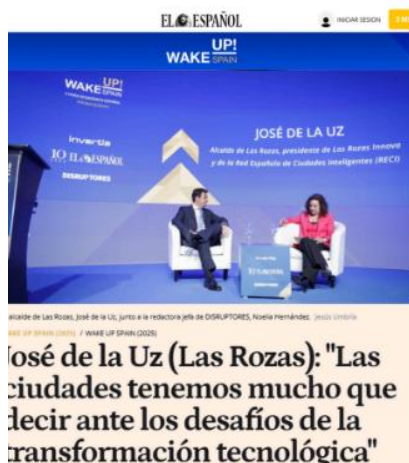 EL ESPAÑOL
INICIAR SESIÓN
WAKE UP!
SPAIN
WAKE UP!
SPAIN
invertia
EL ESPAÑOL
DISRUPTORES
JOSÉ DE LA UZ
Alcalde de Las Rozas, presidente de Las Rozas Innova
y de la Red Española de Ciudades Inteligentes (RECI)
EL ESPAÑOL
alcalde de Las Rozas, José de la Uz, junto a la redactora jefa de DISRUPTORES, Noelia Hernández. Jesús Umbría
WAKE UP SPAIN (2025) / WAKE UP SPAIN (2025)
José de la Uz (Las Rozas): "Las
ciudades tenemos mucho que
decir ante los desafíos de la
transformación tecnológica"